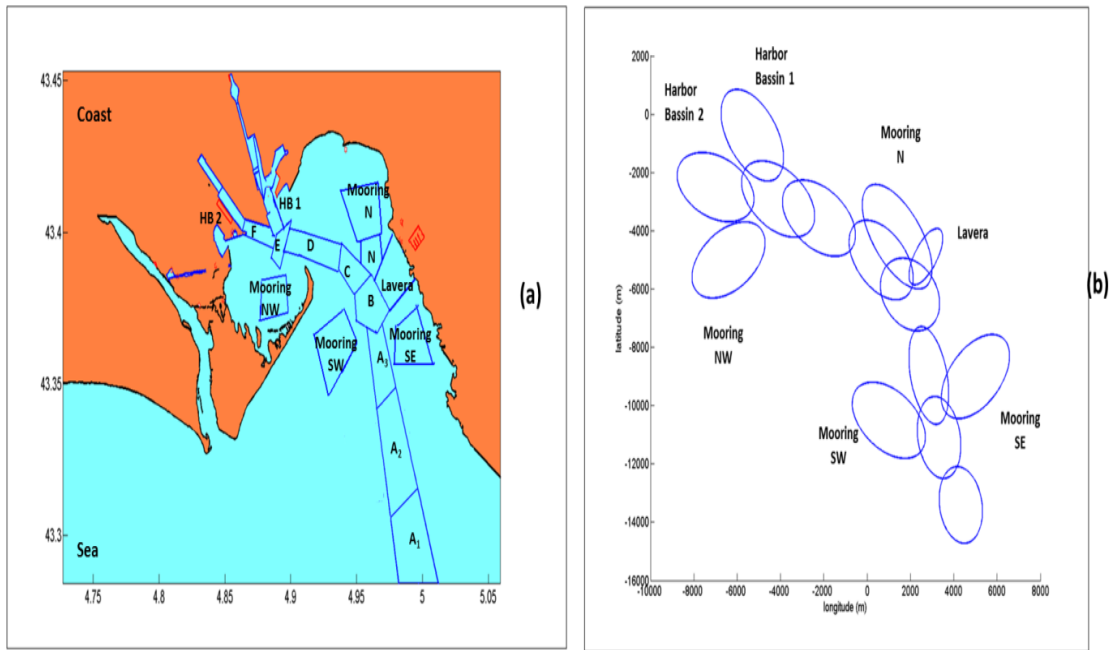 43.45
43.4
43.35
43.3
Coast
Sea
HB 2
HB 1
F
E
D
C
B
N
Mooring
N
Lavera
Mooring
NW
Mooring
SW
Mooring
SE
A3
A2
A1
4.75
4.8
4.85
4.9
4.95
5
5.05
(a)
2000
0
-2000
-4000
-6000
-8000
-10000
-12000
-14000
-16000
latitude (m)
Harbor
Bassin 1
Harbor
Bassin 2
Mooring
N
Lavera
Mooring
NW
Mooring
SW
Mooring
SE
-10000
-8000
-6000
-4000
-2000
0
2000
4000
6000
8000
longitude (m)
(b)